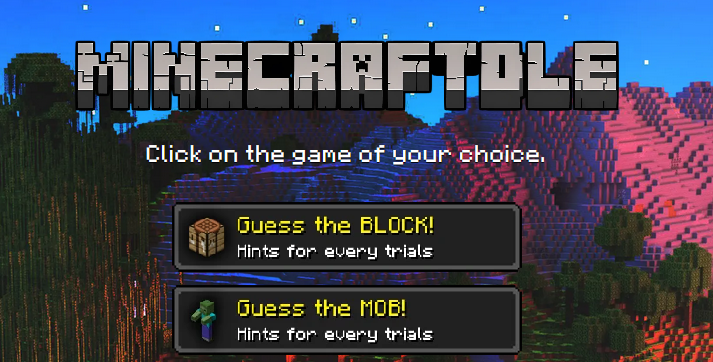 MINECRAFTDLE
Click on the game of your choice.
Guess the BLOCK!
Hints for every trials
Guess the MOB!
Hints for every trials